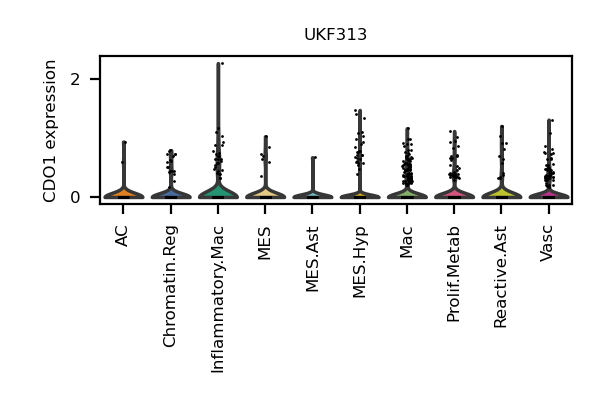 UKF313
CDO1 expression
2
0
AC
Chromatin.Reg
Inflammatory.Mac
MES
MES.Ast
MES.Hyp
Mac
Prolif.Metab
Reactive.Ast
Vasc